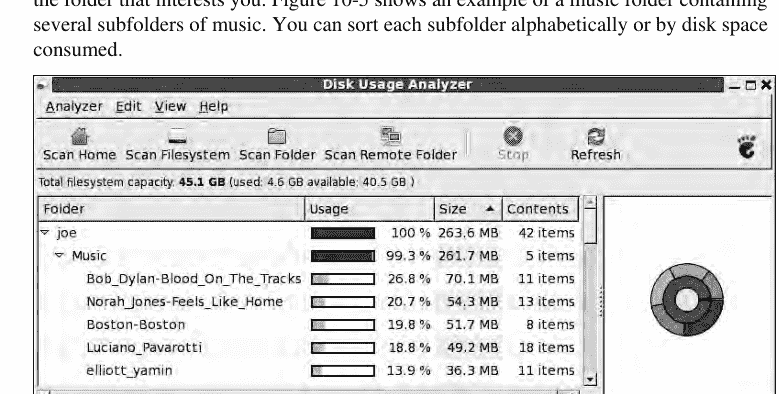 the folder that interests you. Figure 10-5 shows an example of a music folder containing
several subfolders of music. You can sort each subfolder alphabetically or by disk space
consumed.
Disk Usage Analyzer
Analyzer Edit View Help
Scan Home Scan Filesystem Scan Folder Scan Remote Folder Stop Refresh
Total filesystem capacity: 45.1 GB (used: 4.6 GB available: 40.5 GB )
Folder Usage Size Contents
joe 100 % 263.6 MB 42 items
Music 99.3 % 261.7 MB 5 items
Bob_Dylan-Blood_On_The_Tracks 26.8 % 70.1 MB 11 items
Norah_Jones-Feels_Like_Home 20.7 % 54.3 MB 13 items
Boston-Boston 19.8 % 51.7 MB 8 items
Luciano_Pavarotti 18.8 % 49.2 MB 18 items
elliott_yamin 13.9 % 36.3 MB 11 items